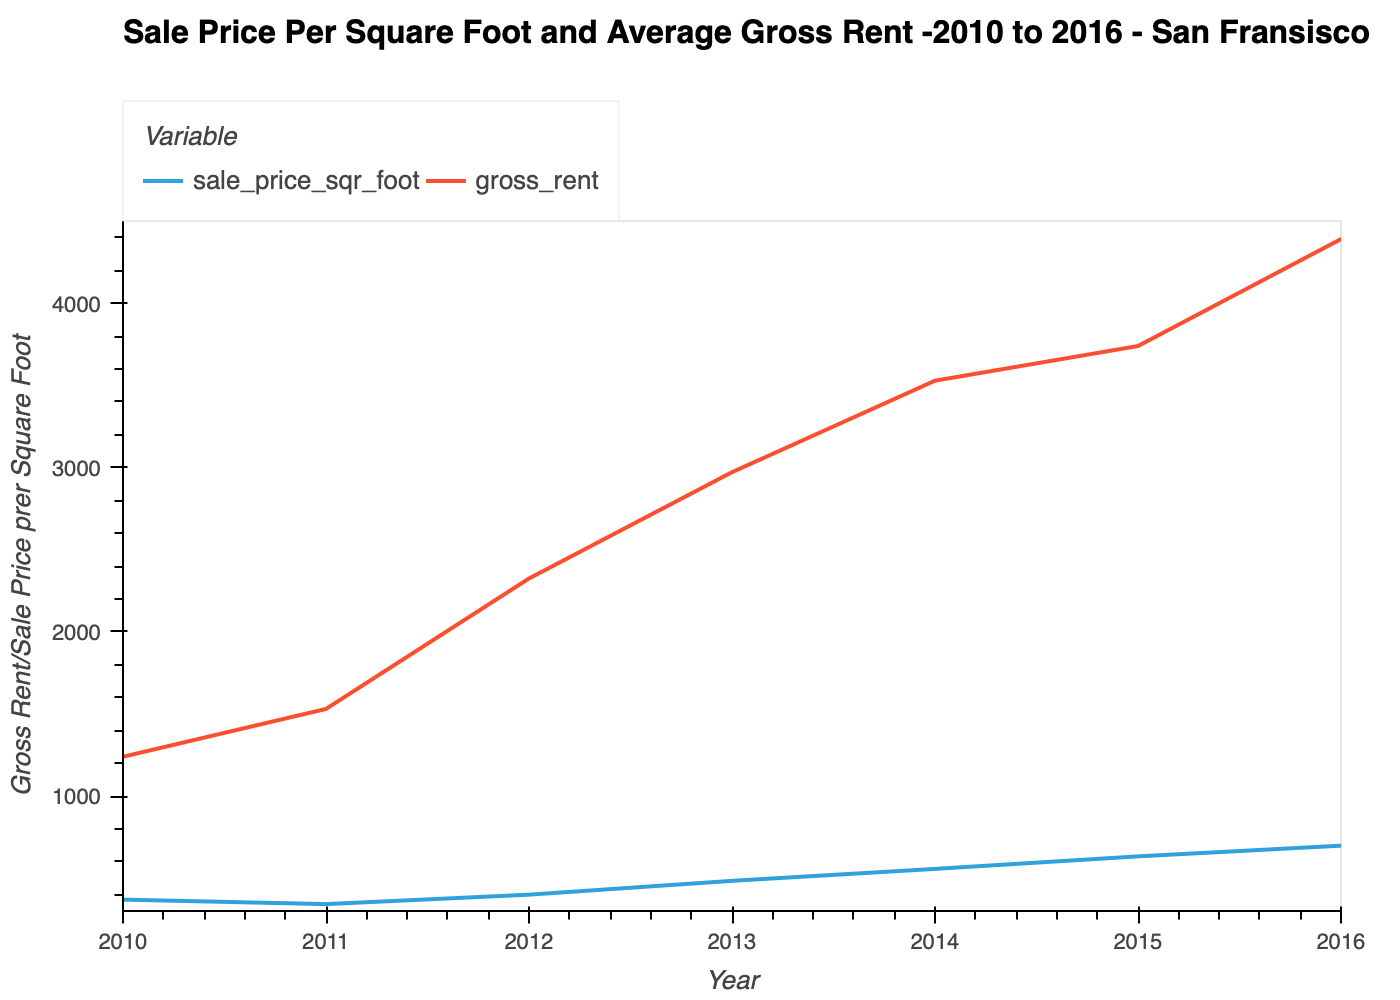 Sale Price Per Square Foot and Average Gross Rent -2010 to 2016 - San Fransisco
Variable
sale_price_sqr_foot gross_rent
4000
3000
2000
1000
Gross Rent/Sale Price prer Square Foot
2010 2011 2012 2013 2014 2015 2016
Year